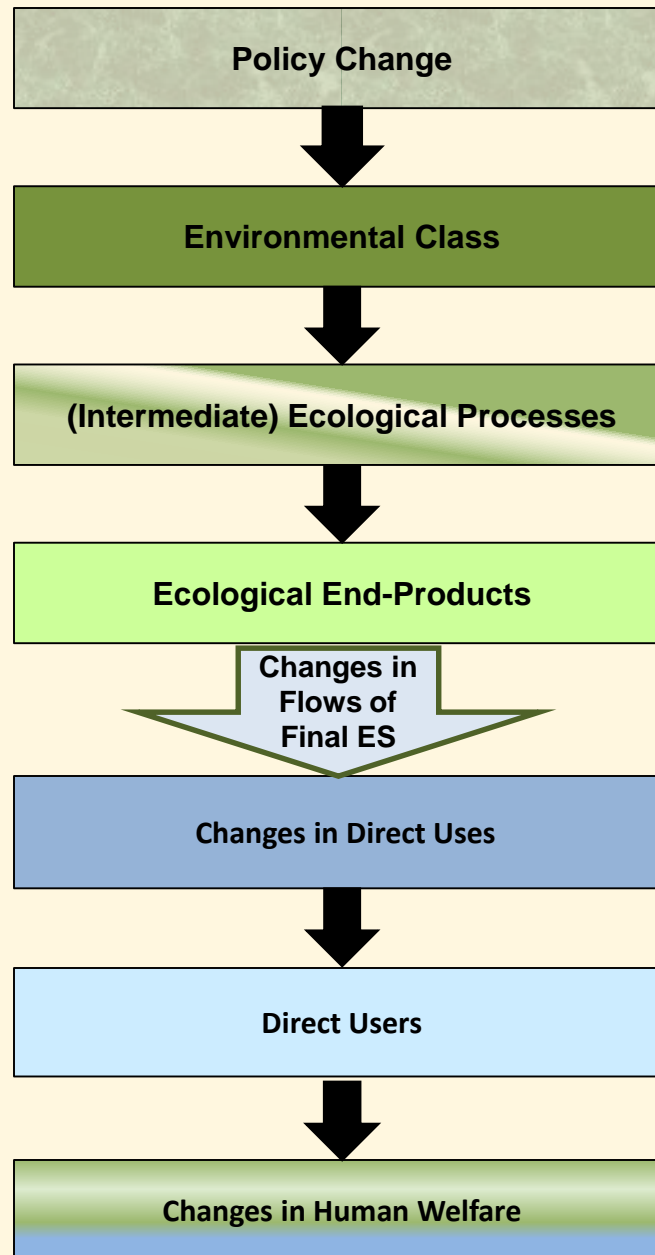 Policy Change
Environmental Class
(Intermediate) Ecological Processes
Ecological End-Products
Changes in
Flows of
Final ES
Changes in Direct Uses
Direct Users
Changes in Human Welfare